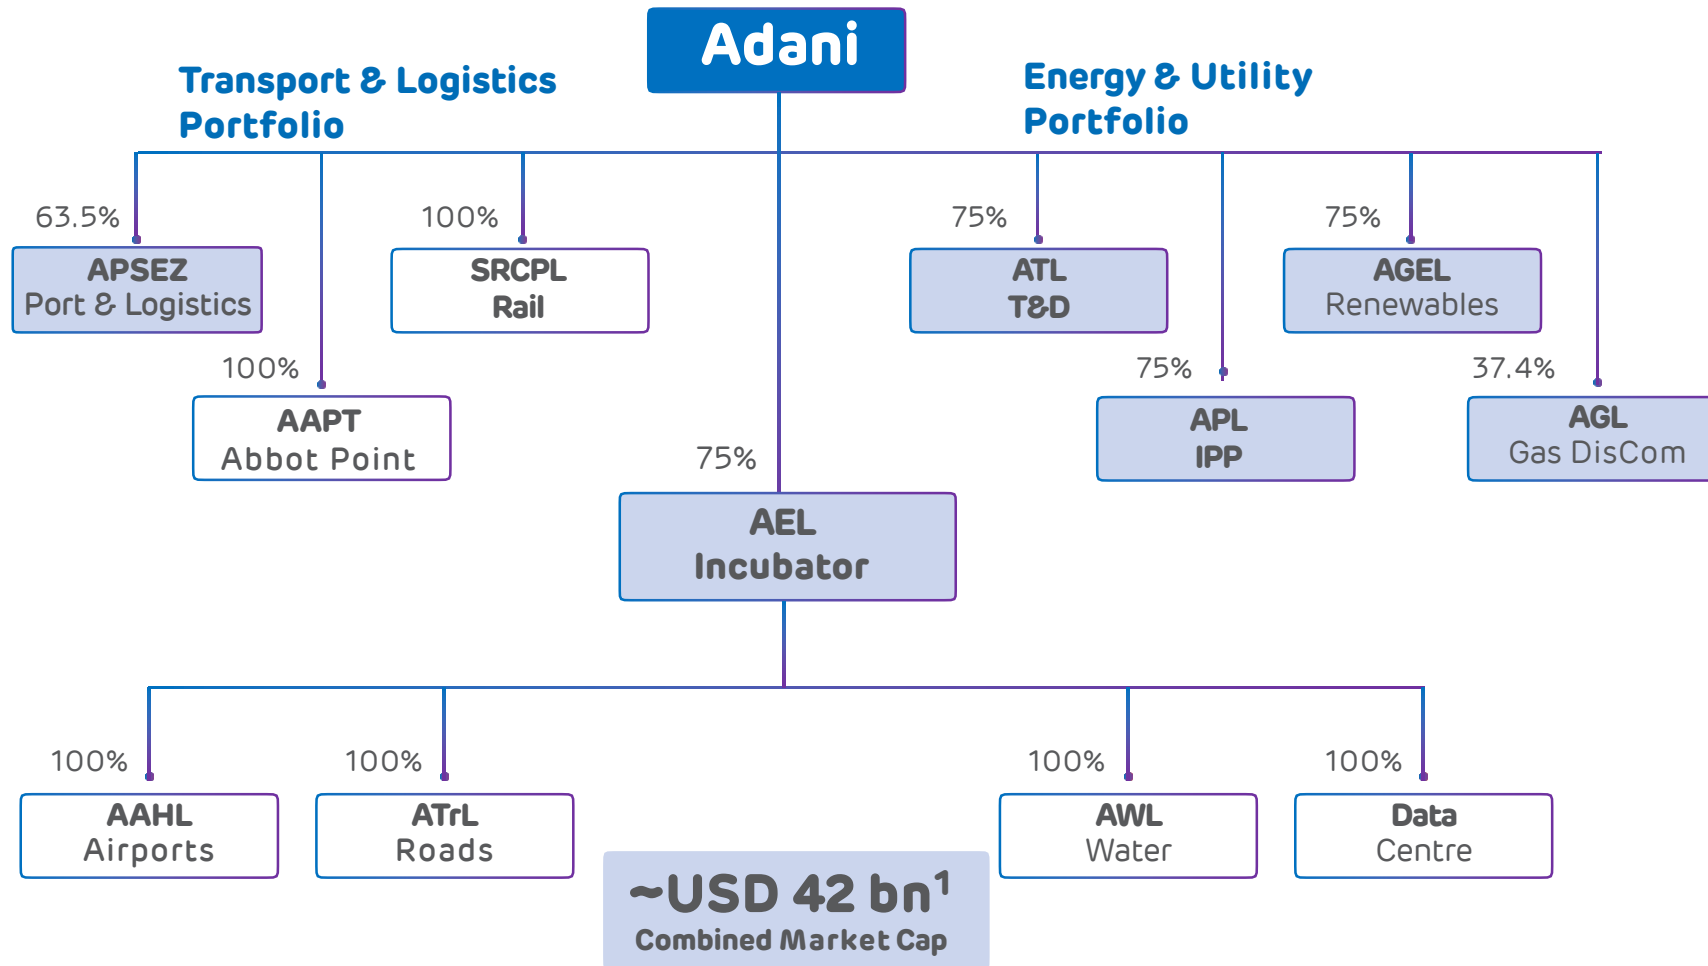 Adani
Transport & Logistics
Portfolio
Energy & Utility
Portfolio
63.5%
APSEZ
Port & Logistics
100%
SRCPL
Rail
75%
ATL
T&D
75%
AGEL
Renewables
100%
AAPT
Abbot Point
75%
APL
IPP
37.4%
AGL
Gas DisCom
75%
AEL
Incubator
100%
AAHL
Airports
100%
ATrL
Roads
100%
AWL
Water
100%
Data
Centre
~USD 42 bn¹
Combined Market Cap